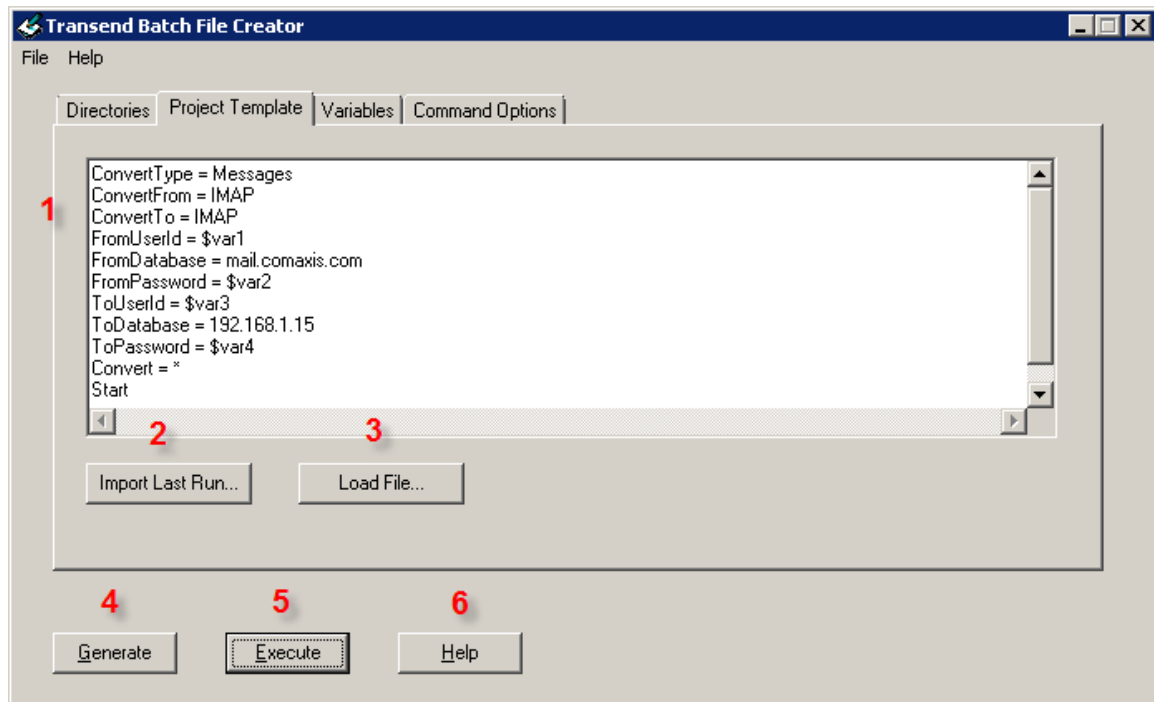 Transend Batch File Creator
File Help
Directories Project Template Variables Command Options
1
ConvertType = Messages
ConvertFrom = IMAP
ConvertTo = IMAP
FromUserId = $var1
FromDatabase = mail.comaxis.com
FromPassword = $var2
ToUserId = $var3
ToDatabase = 192.168.1.15
ToPassword = $var4
Convert = *
Start
2 3
Import Last Run... Load File...
4 5 6
Generate Execute Help